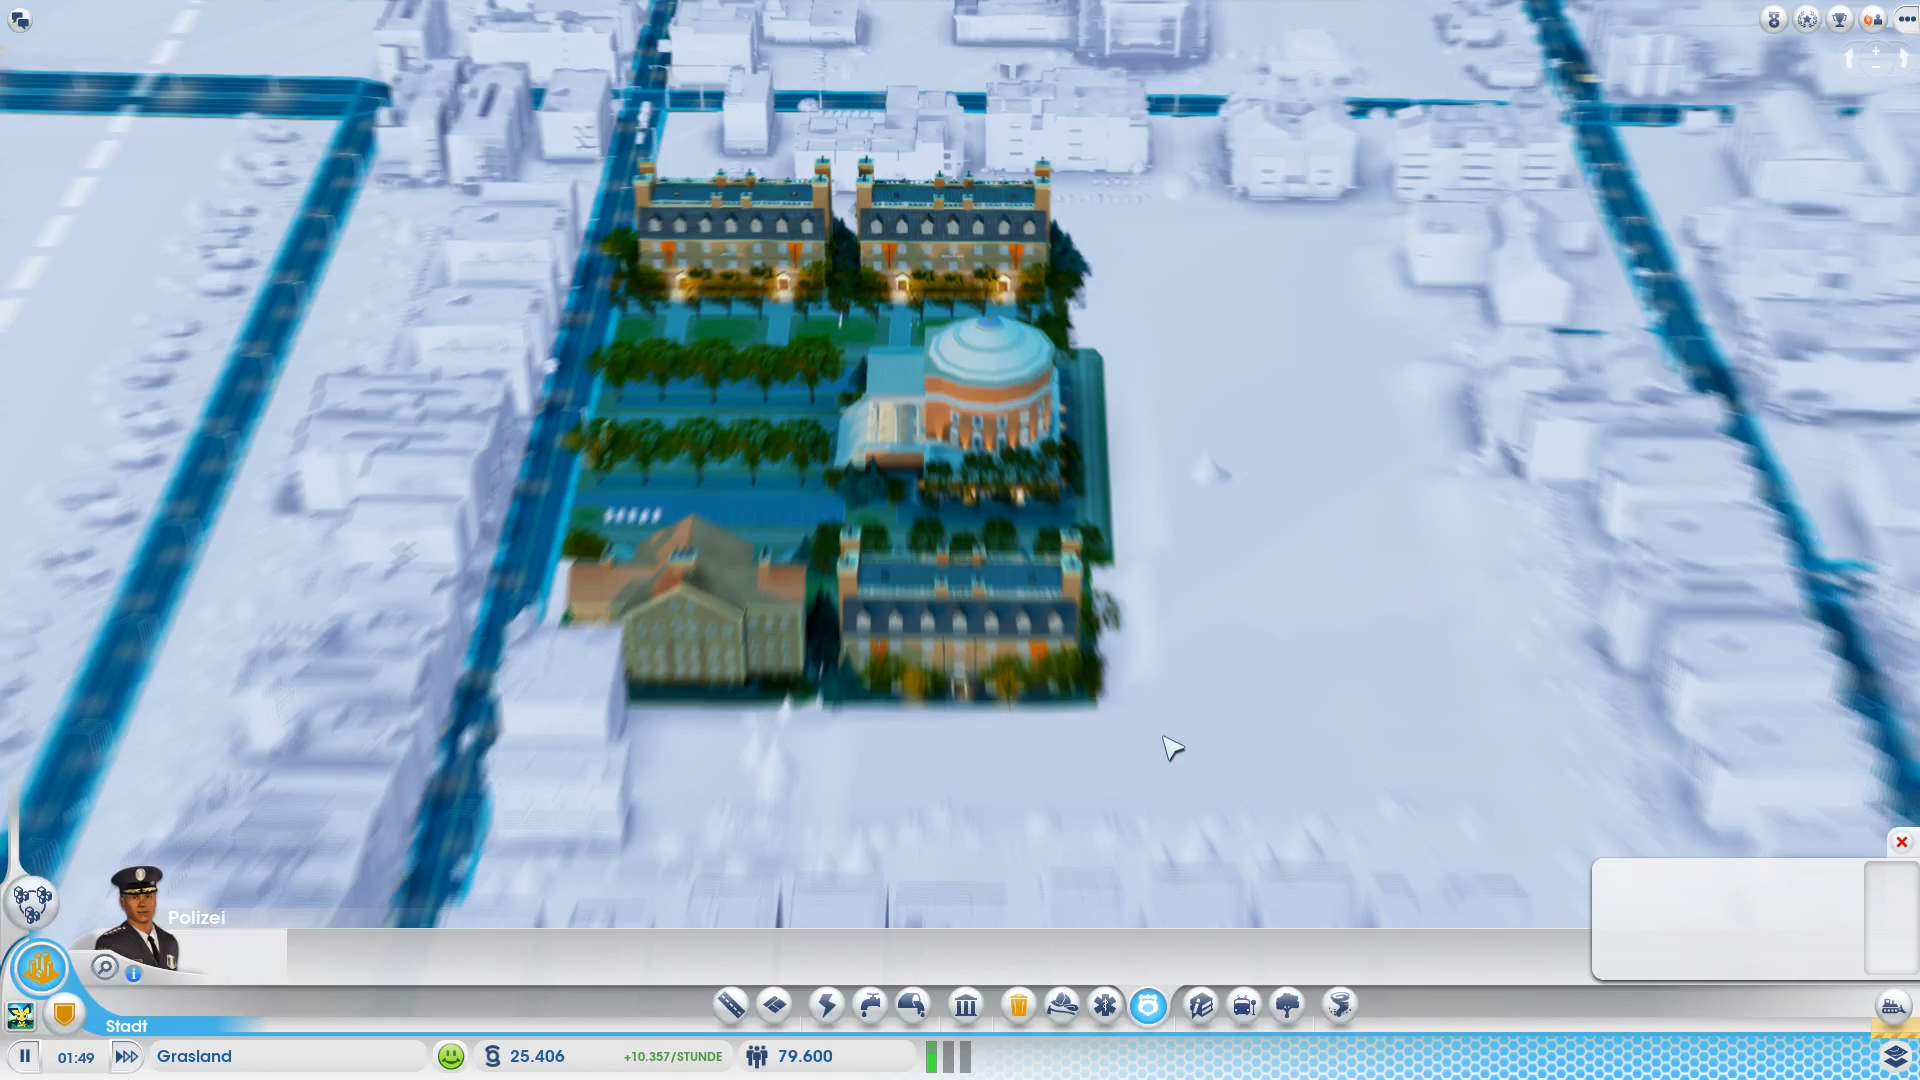 Polizei
Stadt
01:49
Grasland
25.406
+10.357/STUNDE
79.600